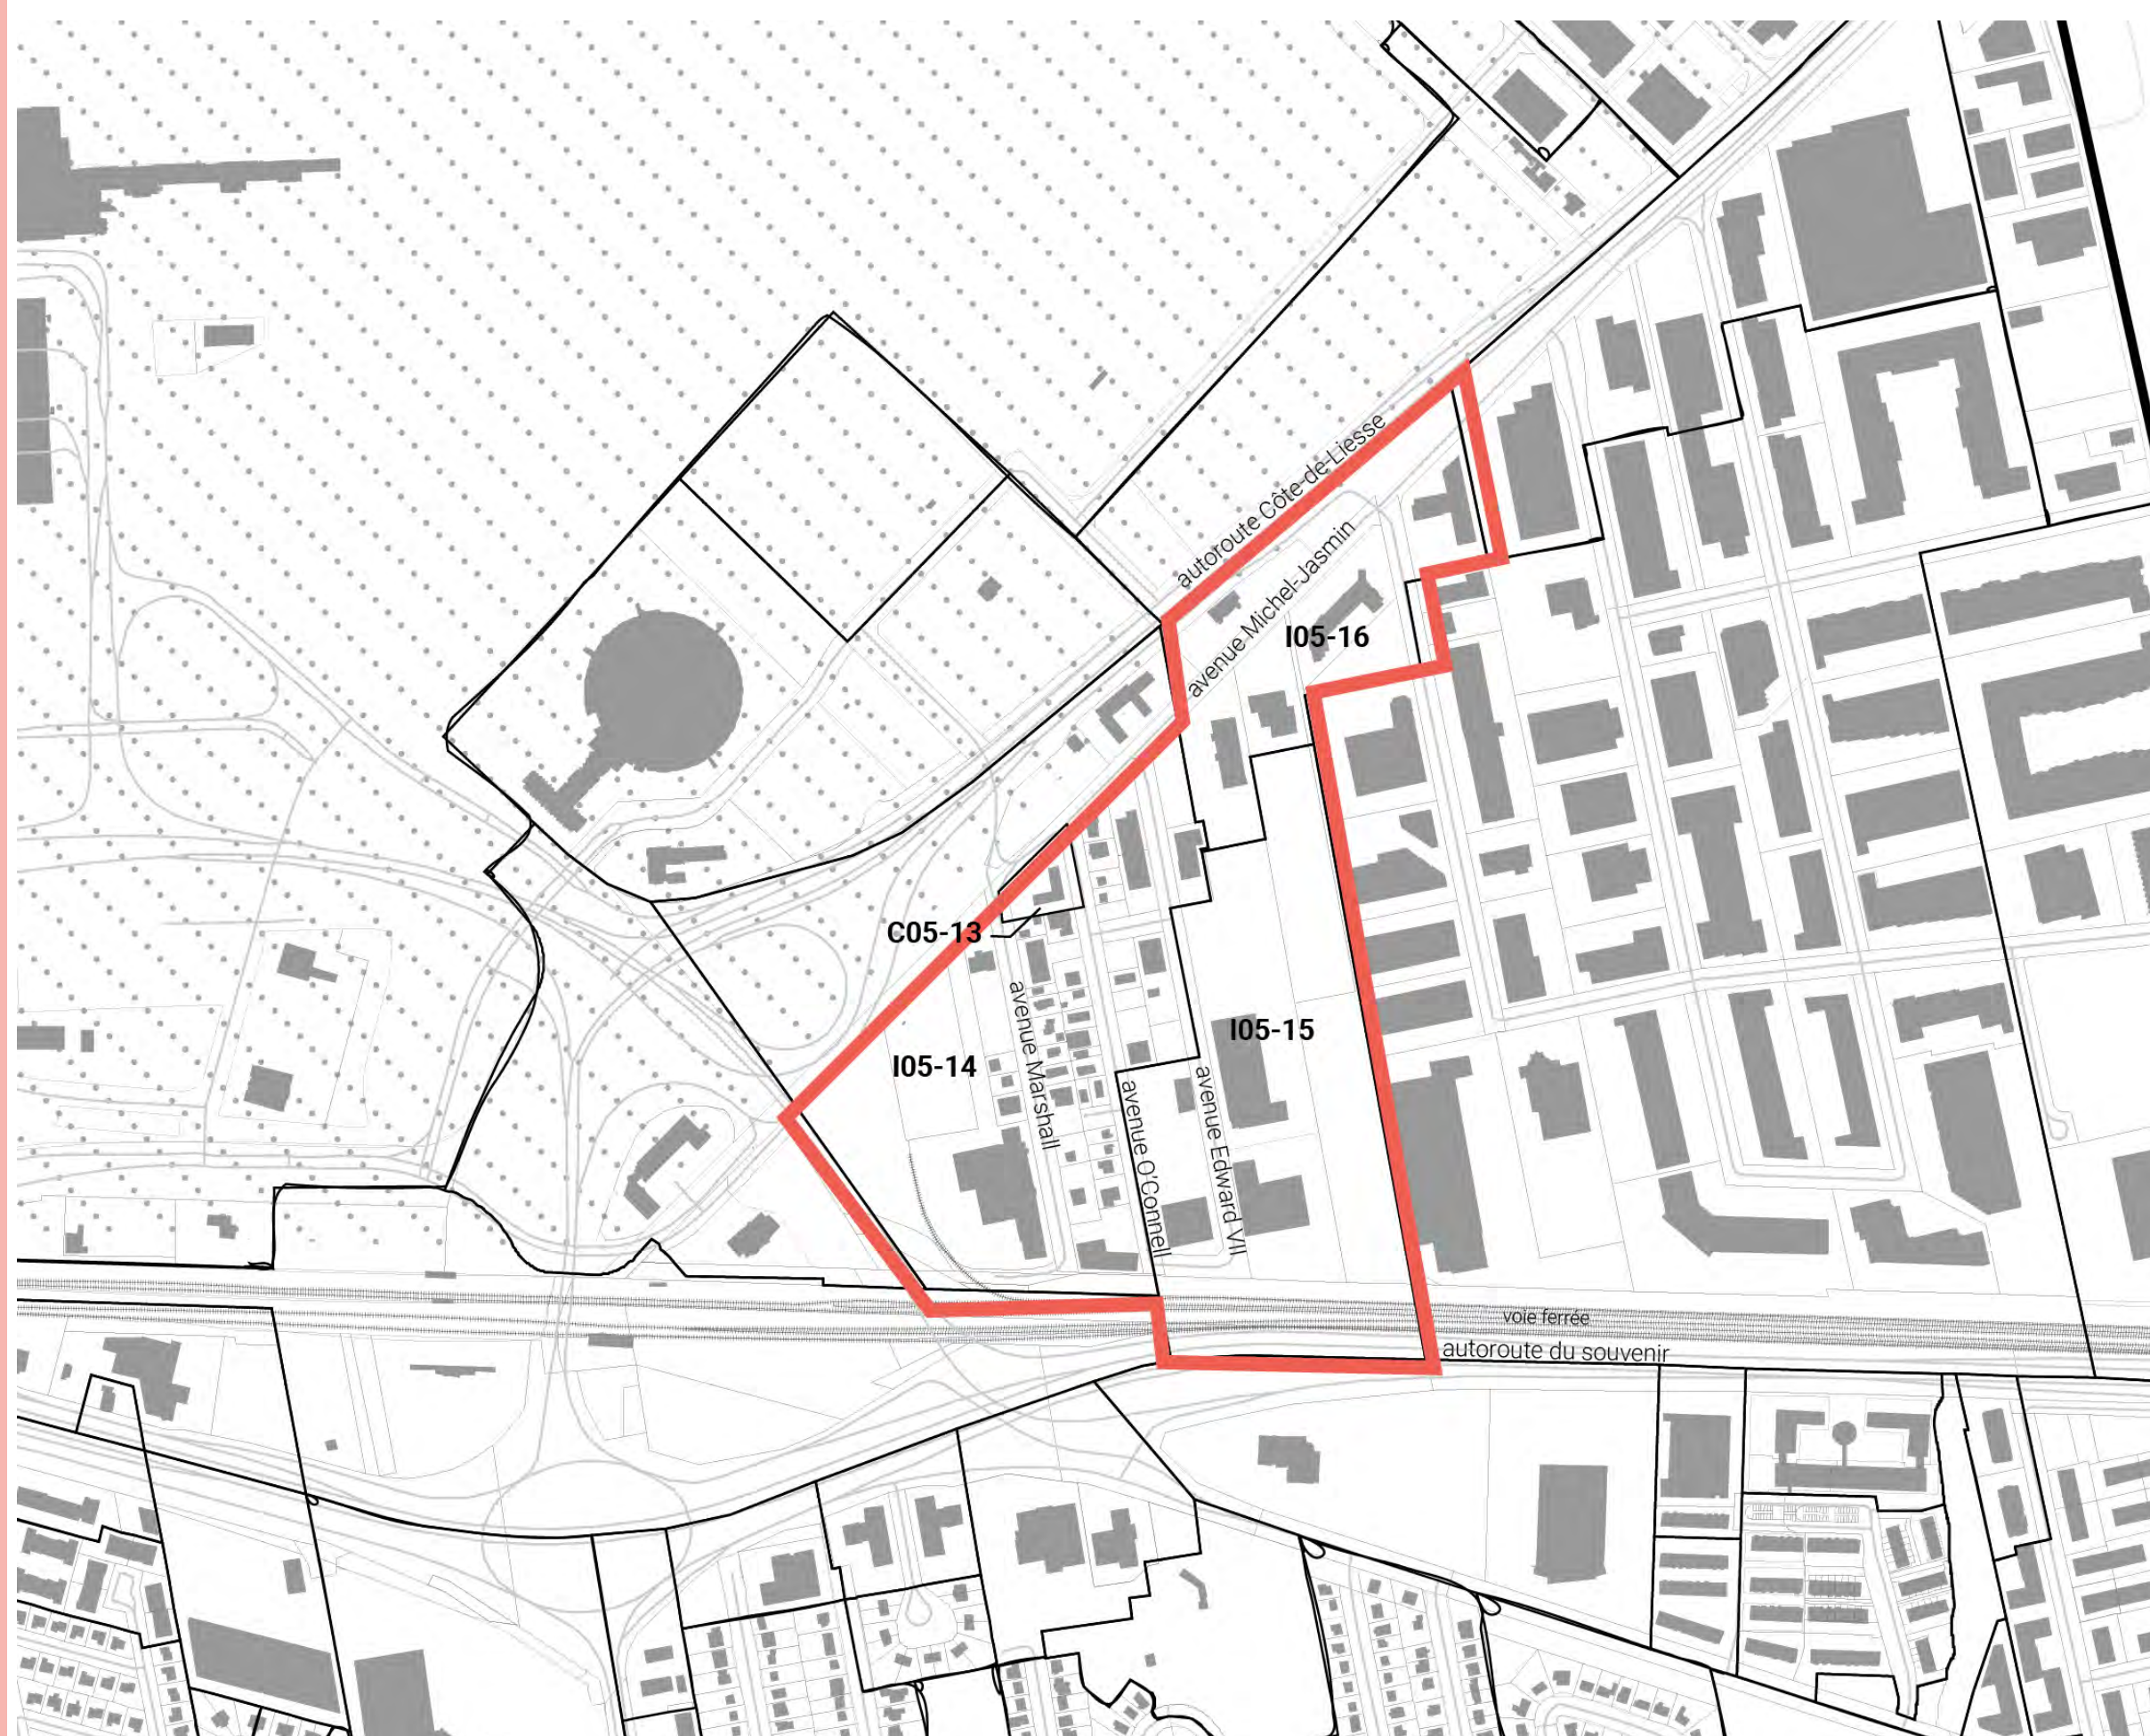 autoroute Côte-de-Liesse
avenue Michel-Jasmin
I05-16
C05-13
I05-14
avenue Marshall
I05-15
avenue O'Connell
avenue Edward VII
voie ferrée
autoroute du souvenir